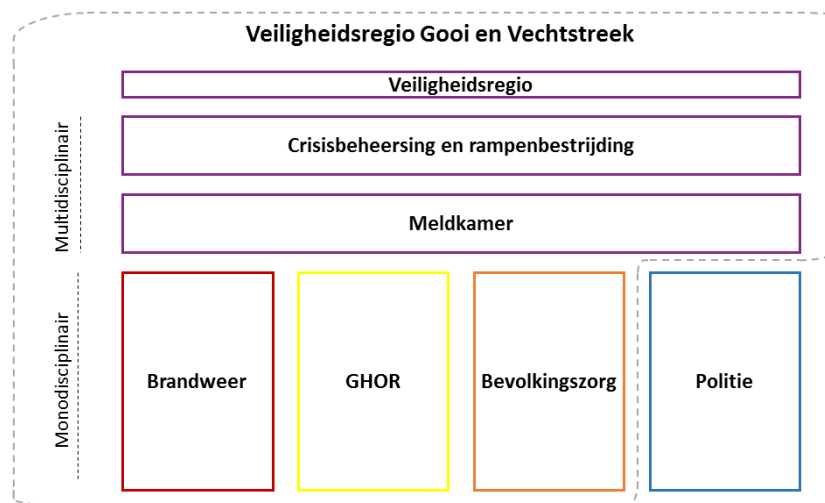 Veiligheidsregio Gooi en Vechtstreek
Veiligheidsregio
Multidisciplinair
Crisisbeheersing en rampenbestrijding
Meldkamer
Monodisciplinair
Brandweer
GHOR
Bevolkingszorg
Politie